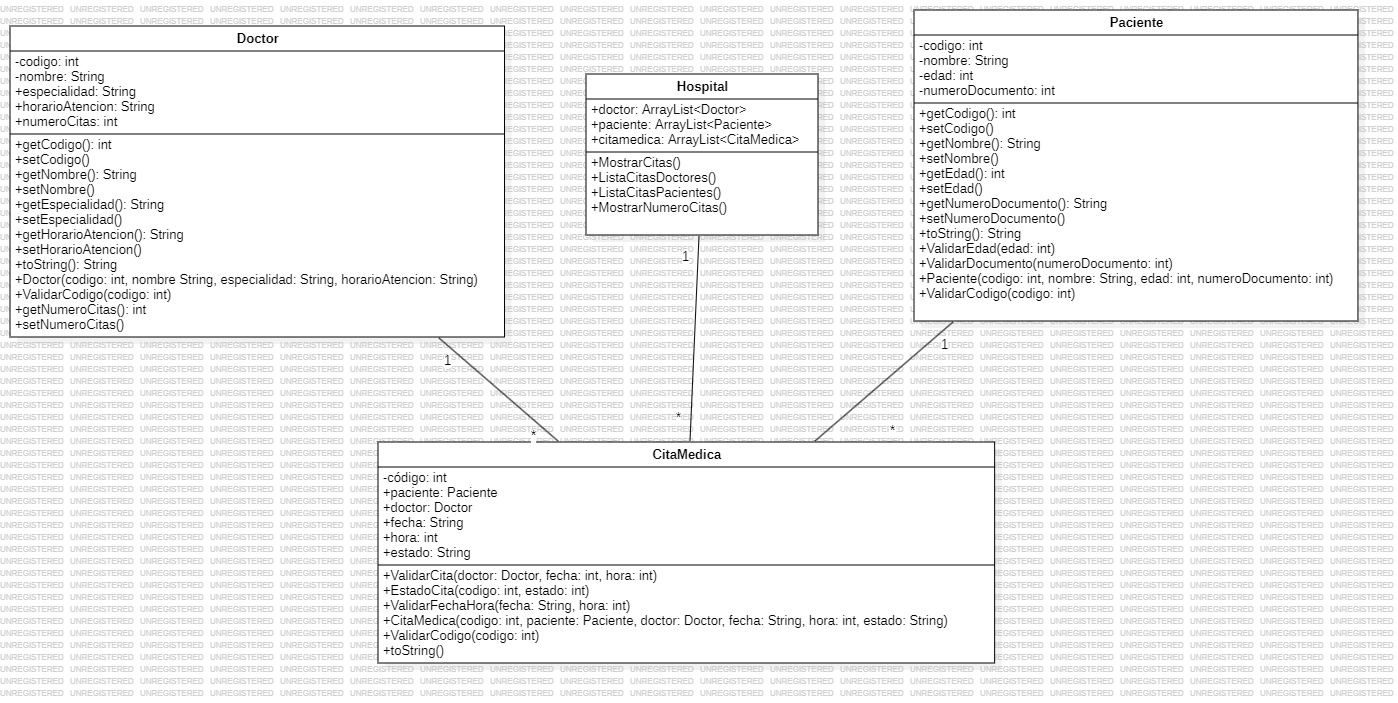 Doctor
-codigo: int
-nombre: String
+especialidad: String
+horarioAtencion: String
+numeroCitas: int
+getCodigo(): int
+setCodigo()
+getNombre(): String
+setNombre()
+getEspecialidad(): String
+setEspecialidad()
+getHorarioAtencion(): String
+setHorarioAtencion()
+toString(): String
+Doctor(codigo: int, nombre String, especialidad: String, horarioAtencion: String)
+ValidarCodigo(codigo: int)
+getNumeroCitas(): int
+setNumeroCitas()
Hospital
+doctor: ArrayList<Doctor>
+paciente: ArrayList<Paciente>
+citamedica: ArrayList<CitaMedica>
+MostrarCitas()
+ListaCitasDoctores()
+ListaCitasPacientes()
+MostrarNumeroCitas()
Paciente
-codigo: int
-nombre: String
-edad: int
-numeroDocumento: int
+getCodigo(): int
+setCodigo()
+getNombre(): String
+setNombre()
+getEdad(): int
+setEdad()
+getNumeroDocumento(): String
+setNumeroDocumento()
+toString(): String
+ValidarEdad(edad: int)
+ValidarDocumento(numeroDocumento: int)
+Paciente(codigo: int, nombre: String, edad: int, numeroDocumento: int)
+ValidarCodigo(codigo: int)
1
1
1
*
*
*
CitaMedica
-código: int
+paciente: Paciente
+doctor: Doctor
+fecha: String
+hora: int
+estado: String
+ValidarCita(doctor: Doctor, fecha: int, hora: int)
+EstadoCita(codigo: int, estado: int)
+ValidarFechaHora(fecha: String, hora: int)
+CitaMedica(codigo: int, paciente: Paciente, doctor: Doctor, fecha: String, hora: int, estado: String)
+ValidarCodigo(codigo: int)
+toString()
UNREGISTERED